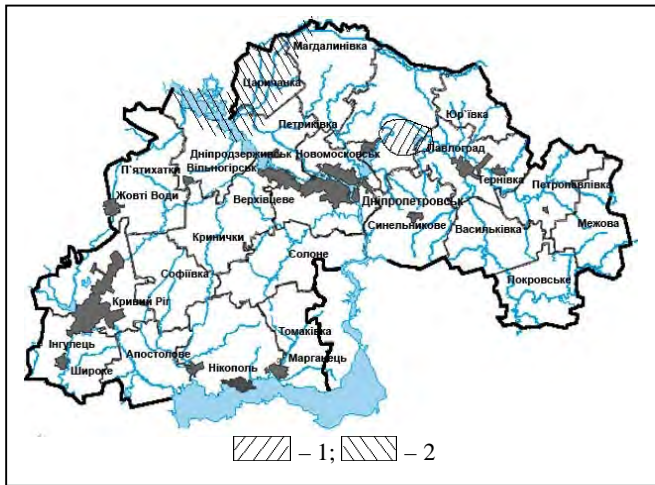 Магдалинівка
Царичанка
Юр`ївка
Петриківка
Павлоград
Дніпродзержинськ Новомосковськ
П`ятихатки Вільногірськ
Тернівка
Петропавлівка
Жовті Води
Верхівцеве
Дніпропетровськ
Синельникове
Васильківка
Межова
Кринички
Солоне
Софіївка
Покровське
Кривий Ріг
Томаківка
Інгулець
Апостолове
Марганець
Широке
Нікополь
– 1; – 2